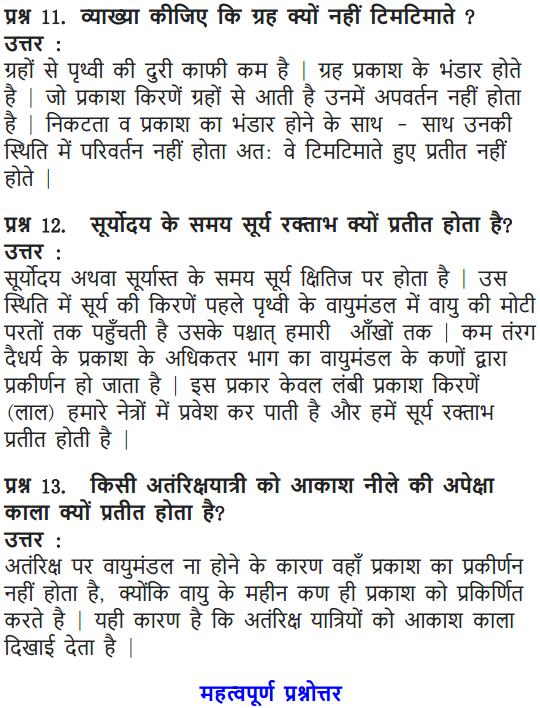 प्रश्न 11. व्याख्या कीजिए कि ग्रह क्यों नहीं टिमटिमाते ?
उत्तर :
ग्रहों से पृथ्वी की दुरी काफी कम है | ग्रह प्रकाश के भंडार होते
है | जो प्रकाश किरणें ग्रहों से आती है उनमें अपवर्तन नहीं होता
है | निकटता व प्रकाश का भंडार होने के साथ - साथ उनकी
स्थिति में परिवर्तन नहीं होता अत: वे टिमटिमाते हुए प्रतीत नहीं
होते |
प्रश्न 12. सूर्योदय के समय सूर्य रक्ताभ क्यों प्रतीत होता है?
उत्तर :
सूर्योदय अथवा सूर्यास्त के समय सूर्य क्षितिज पर होता है | उस
स्थिति में सूर्य की किरणें पहले पृथ्वी के वायुमंडल में वायु की मोटी
परतों तक पहुँचती है उसके पश्चात् हमारी आँखों तक | कम तरंग
दैधर्य के प्रकाश के अधिकतर भाग का वायुमंडल के कणों द्वारा
प्रकीर्णन हो जाता है | इस प्रकार केवल लंबी प्रकाश किरणें
(लाल) हमारे नेत्रों में प्रवेश कर पाती है और हमें सूर्य रक्ताभ
प्रतीत होती है |
प्रश्न 13. किसी अतंरिक्षयात्री को आकाश नीले की अपेक्षा
काला क्यों प्रतीत होता है?
उत्तर :
अतंरिक्ष पर वायुमंडल ना होने के कारण वहाँ प्रकाश का प्रकीर्णन
नहीं होता है, क्योंकि वायु के महीन कण ही प्रकाश को प्रकिर्णित
करते है | यही कारण है कि अतंरिक्ष यात्रियों को आकाश काला
दिखाई देता है |
महत्वपूर्ण प्रश्नोत्तर